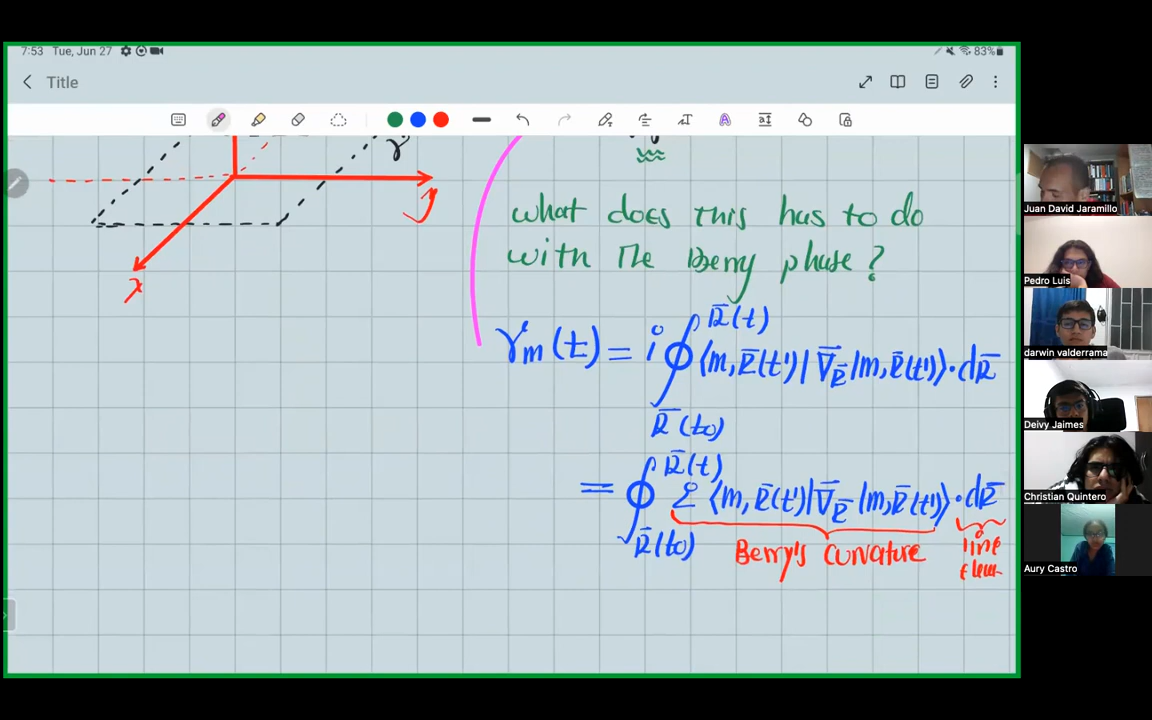 7:53 Tue, Jun 27
83%
Title
γ
y
x
what does this has to do
with the Berry phase?
γm(t) = i ∮ ⟨m, R̄(t')| ∇̄R̄ |m, R̄(t')⟩ · dR̄
R̄(t)
R̄(t0)
= ∮ i ⟨m, R̄(t')| ∇̄R̄ |m, R̄(t')⟩ · dR̄
R̄(t)
R̄(t0)
Berry's curvature
line
elem
Juan David Jaramillo
Pedro Luis
darwin valderrama
Deivy Jaimes
Christian Quintero
Aury Castro